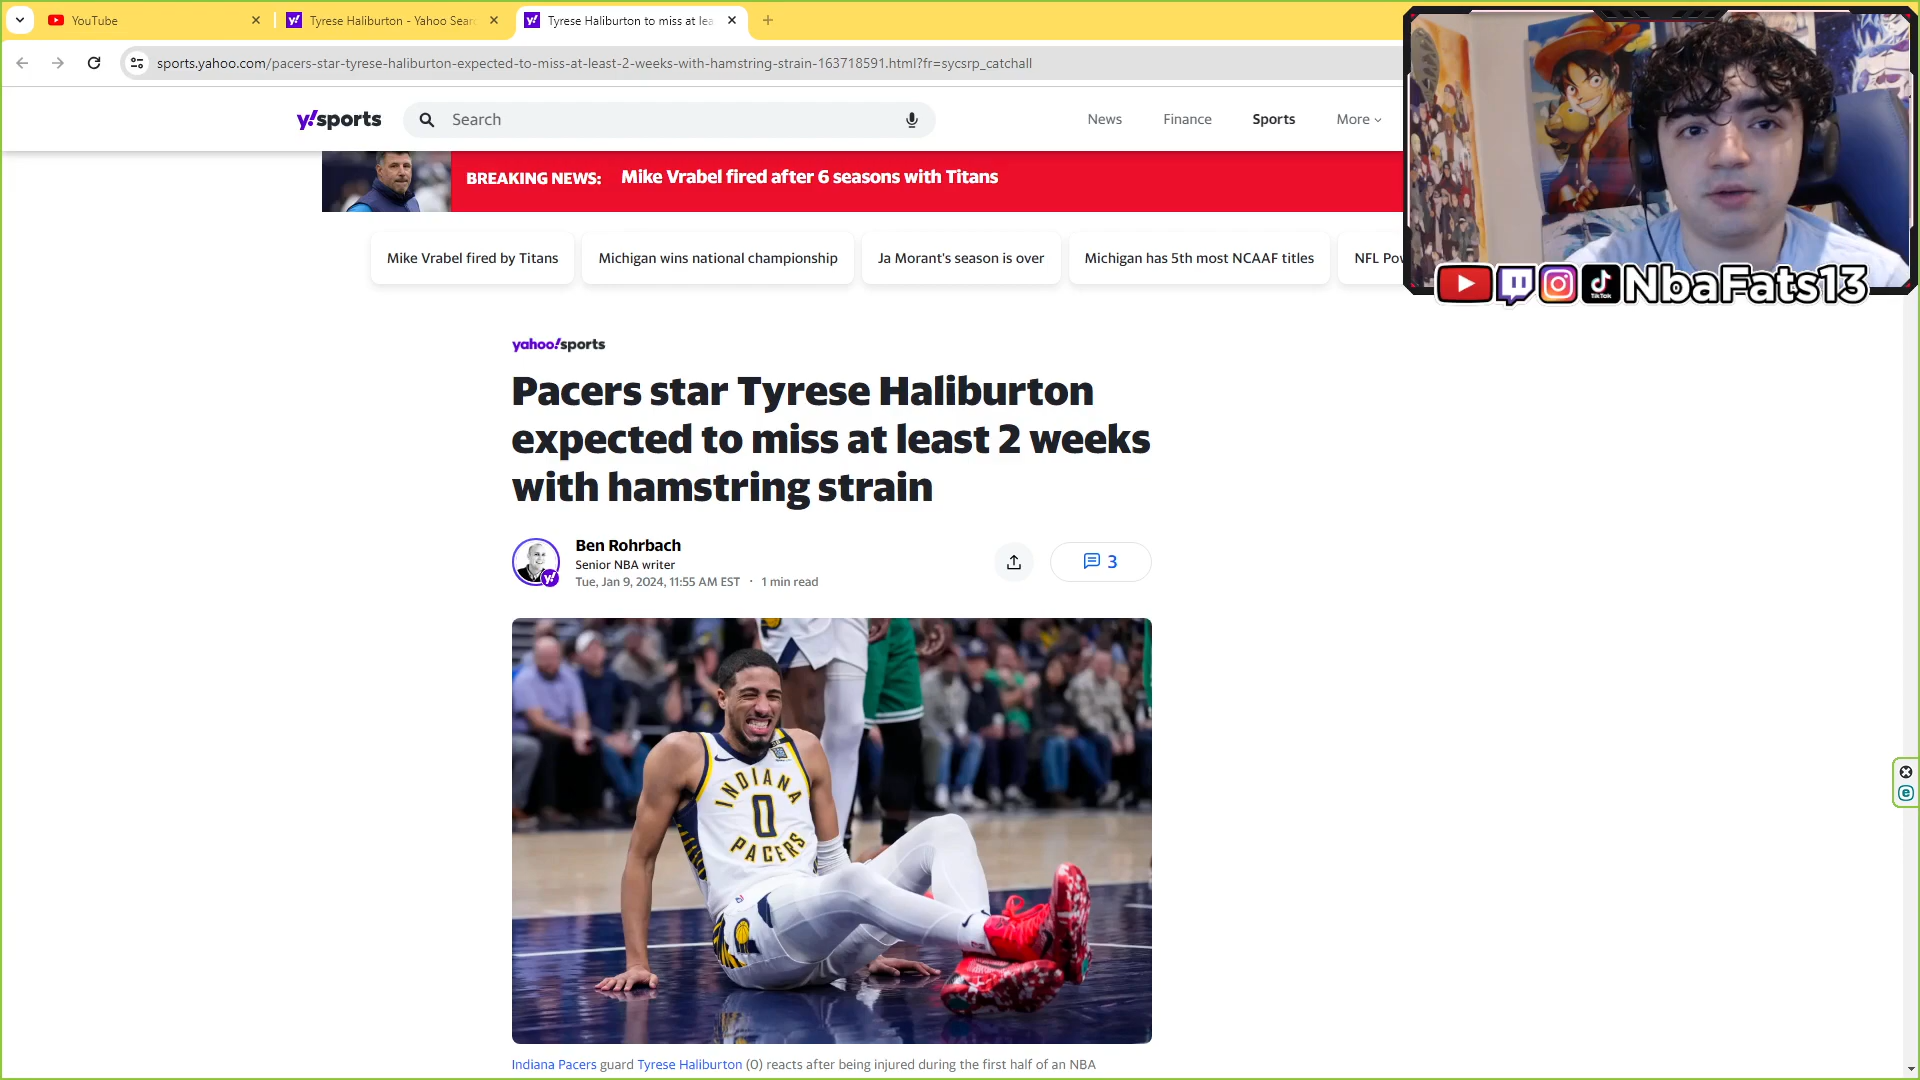 YouTube
Tyrese Haliburton - Yahoo Sear
Tyrese Haliburton to miss at lea
sports.yahoo.com/pacers-star-tyrese-haliburton-expected-to-miss-at-least-2-weeks-with-hamstring-strain-163718591.html?fr=sycsrp_catchall
y!sports
Search
News
Finance
Sports
More
BREAKING NEWS: Mike Vrabel fired after 6 seasons with Titans
Mike Vrabel fired by Titans
Michigan wins national championship
Ja Morant's season is over
Michigan has 5th most NCAAF titles
NFL Pow
TikTok
NbaFats13
yahoo!sports
Pacers star Tyrese Haliburton
expected to miss at least 2 weeks
with hamstring strain
Ben Rohrbach
Senior NBA writer
Tue, Jan 9, 2024, 11:55 AM EST · 1 min read
y!
3
INDIANA
0
PACERS
Indiana Pacers guard Tyrese Haliburton (0) reacts after being injured during the first half of an NBA